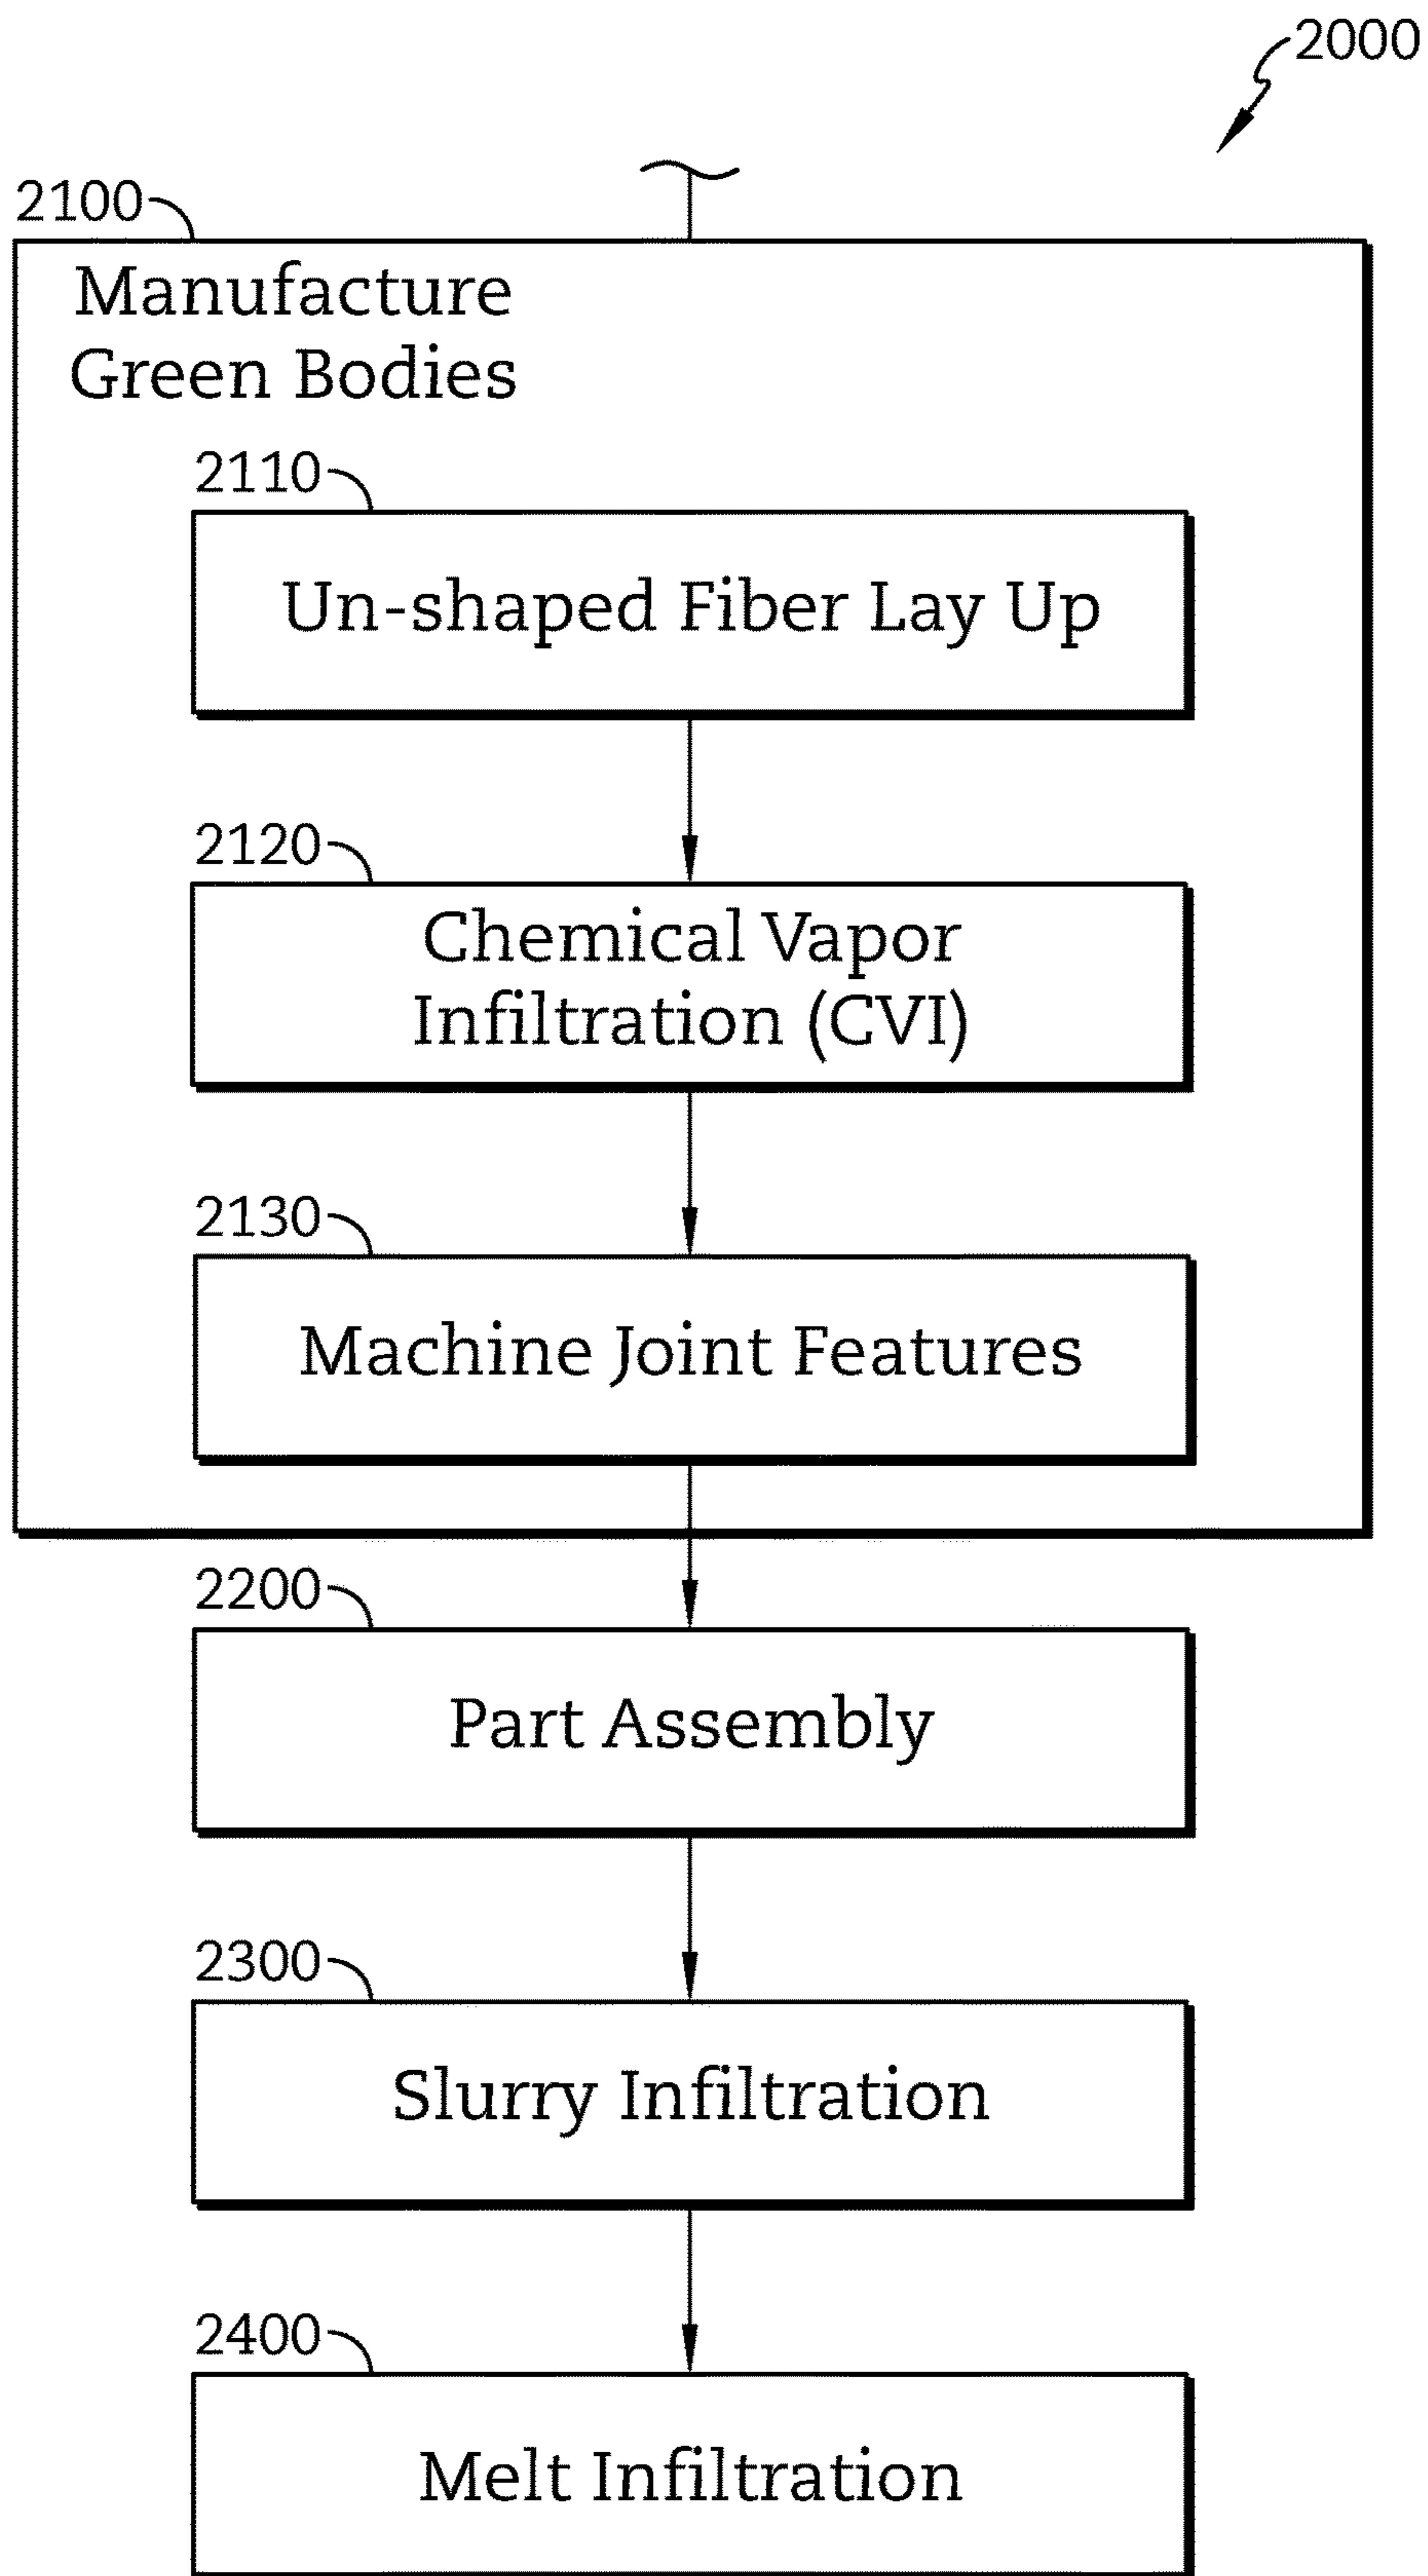 2000
2100
Manufacture
Green Bodies
2110
Un-shaped Fiber Lay Up
2120
Chemical Vapor
Infiltration (CVI)
2130
Machine Joint Features
2200
Part Assembly
2300
Slurry Infiltration
2400
Melt Infiltration